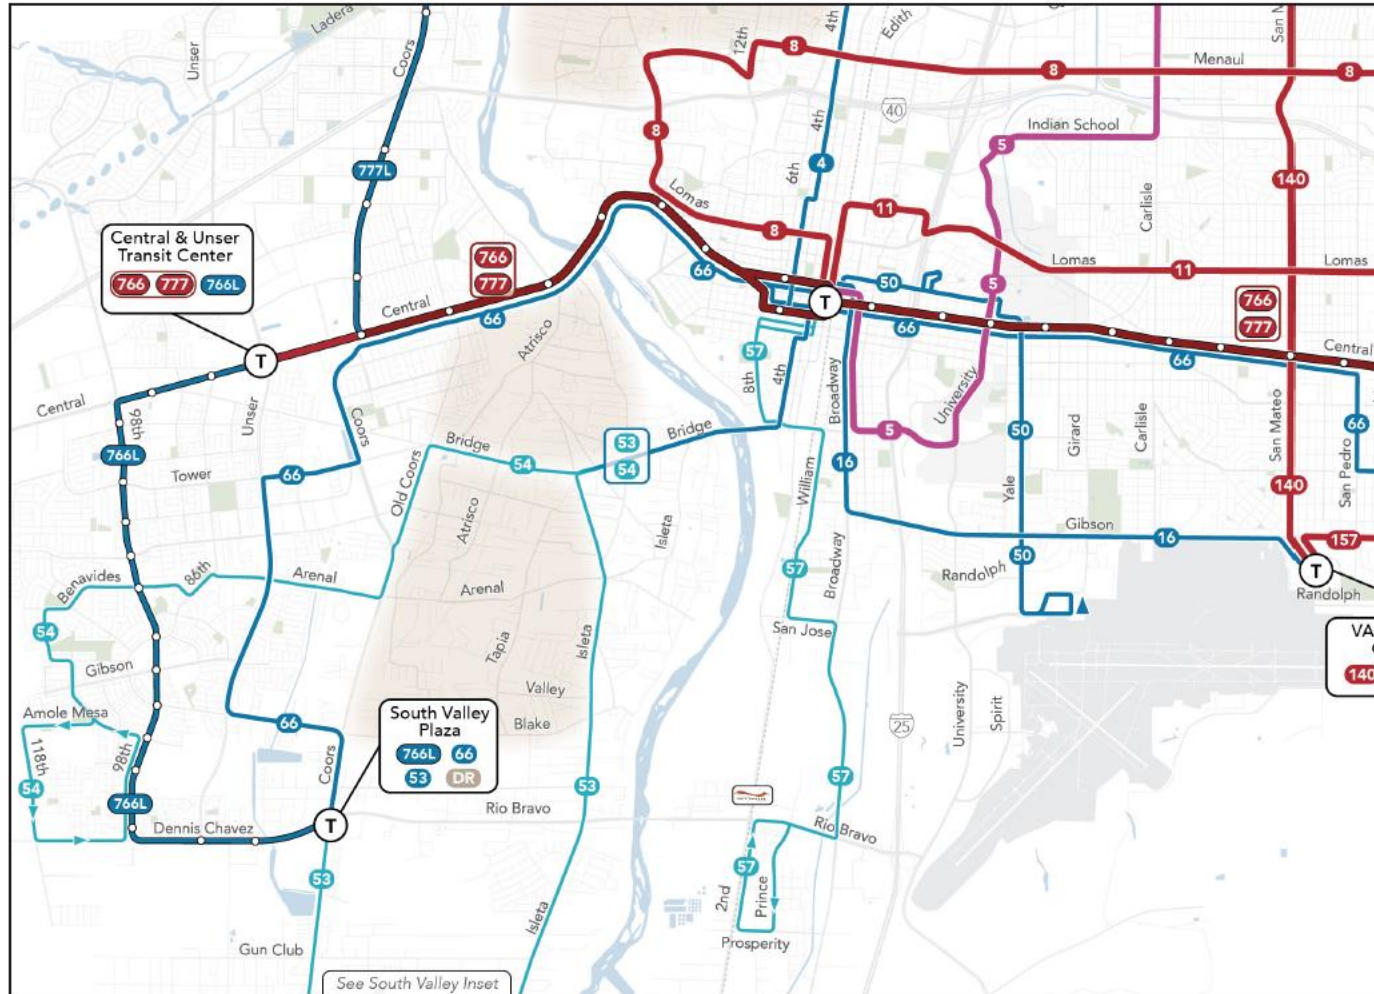 Ladera
Unser
Coors
12th
4th
Edith
San M
8
8
8
Menaul
40
4th
Indian School
5
8
4
6th
777L
140
Carlisle
Lomas
11
8
Central & Unser
Transit Center
766 777 766L
766
777
66
50
5
Lomas
11
Lomas
Central
66
T
66
766
777
66
Central
Atrisco
T
57
8th
4th
Broadway
University
Central
98th
Unser
Coors
San Mateo
San Pedro
66
Carlisle
Girard
50
5
Bridge
53
54
Bridge
54
766L
Tower
66
Old Coors
16
William
Yale
140
Atrisco
Isleta
Gibson
16
157
Broadway
50
Randolph
T
Randolph
Benavides
86th
Arenal
Arenal
57
54
San Jose
Isleta
VA
140
Gibson
Tapia
Valley
Blake
Amole Mesa
118th
98th
66
Coors
South Valley
Plaza
766L 66
53 DR
University
Spirit
25
54
766L
53
57
Rio Bravo
Dennis Chavez
T
Rio Bravo
57
53
2nd
Prince
Isleta
Prosperity
Gun Club
See South Valley Inset